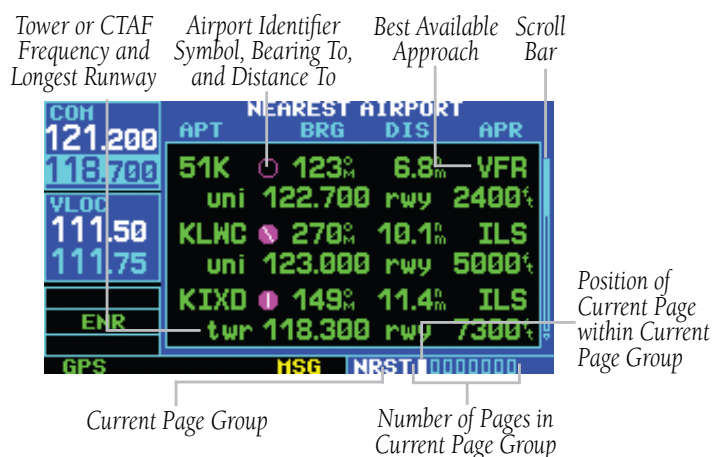 Tower or CTAF
Frequency and
Longest Runway
Airport Identifier
Symbol, Bearing To,
and Distance To
Best Available
Approach
Scroll
Bar
COM
121.200
118.700
VLOC
111.50
111.75
ENR
NEAREST AIRPORT
APT BRG DIS APR
51K 123°M 6.8nm VFR
uni 122.700 rwy 2400ft
KLWC 270°M 10.1nm ILS
uni 123.000 rwy 5000ft
KIXD 149°M 11.4nm ILS
twr 118.300 rwy 7300ft
GPS MSG NRST
Position of
Current Page
within Current
Page Group
Current Page Group
Number of Pages in
Current Page Group